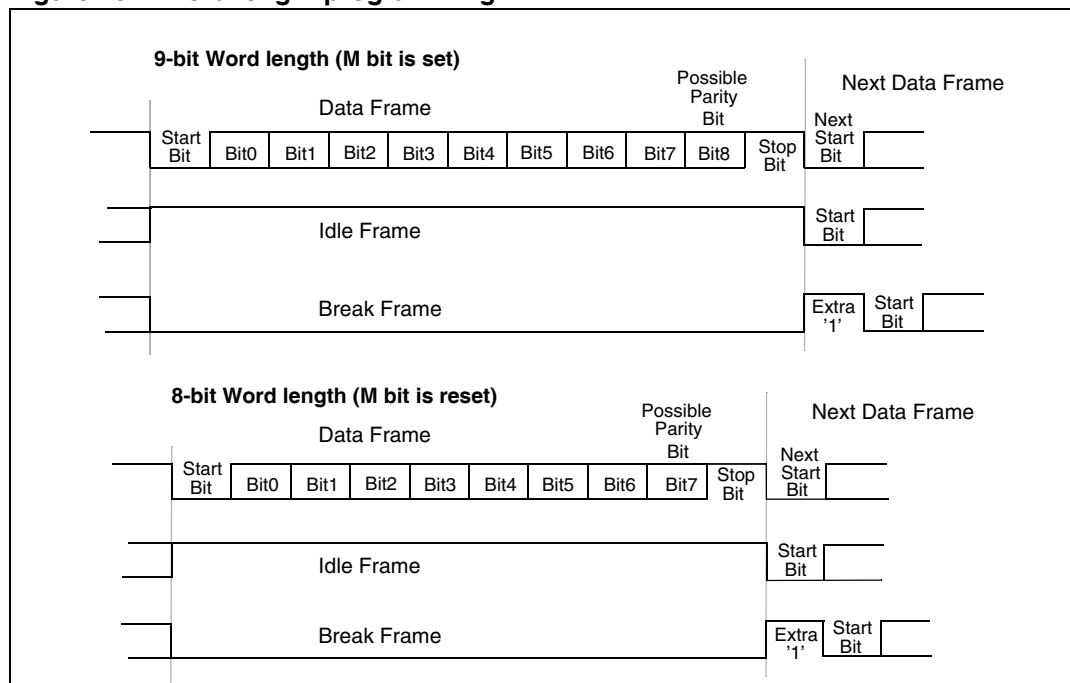 9-bit Word length (M bit is set)
Possible
Parity
Bit
Next Data Frame
Data Frame
Start
Bit
Bit0 Bit1 Bit2 Bit3 Bit4 Bit5 Bit6 Bit7 Bit8
Stop
Bit
Next
Start
Bit
Idle Frame
Start
Bit
Break Frame
Extra
'1'
Start
Bit
8-bit Word length (M bit is reset)
Possible
Parity
Bit
Next Data Frame
Data Frame
Start
Bit
Bit0 Bit1 Bit2 Bit3 Bit4 Bit5 Bit6 Bit7
Stop
Bit
Next
Start
Bit
Idle Frame
Start
Bit
Break Frame
Extra
'1'
Start
Bit